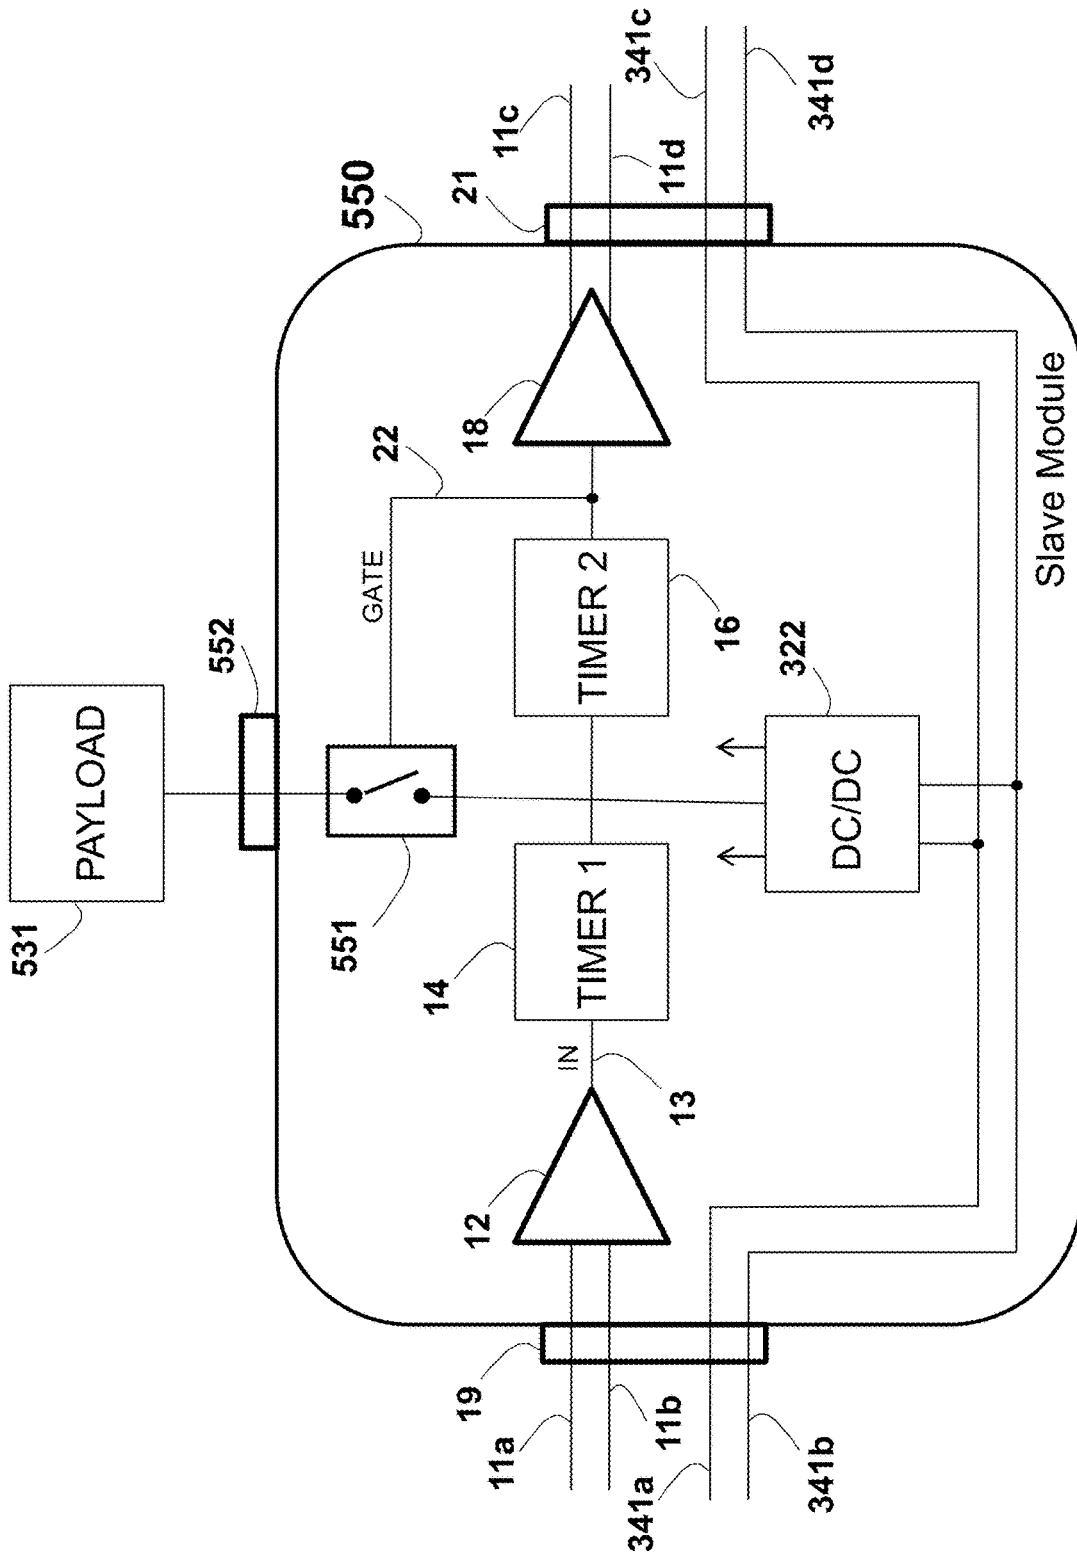 531
PAYLOAD
552
550
551
GATE
22
11a
11b
19
12
IN
13
14
TIMER 1
TIMER 2
16
18
21
11c
11d
341a
341b
322
DC/DC
341c
341d
Slave Module